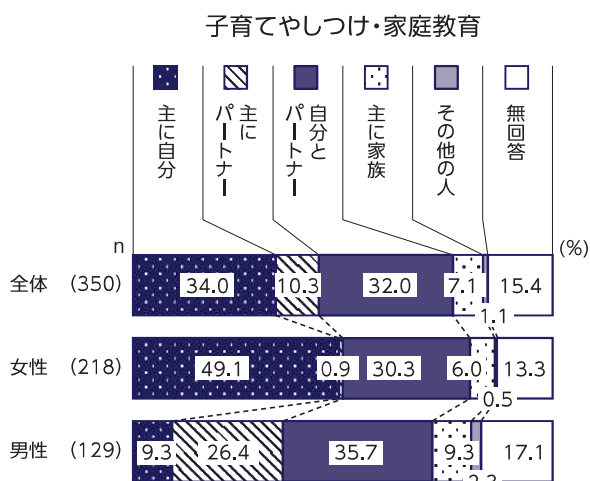 子育てやしつけ・家庭教育
主に自分
主に
パートナー
自分と
パートナー
主に家族
その他の人
無回答
n
(%)
全体 (350) 34.0 10.3 32.0 7.1 15.4
1.1
女性 (218) 49.1 0.9 30.3 6.0 13.3
0.5
男性 (129) 9.3 26.4 35.7 9.3 17.1